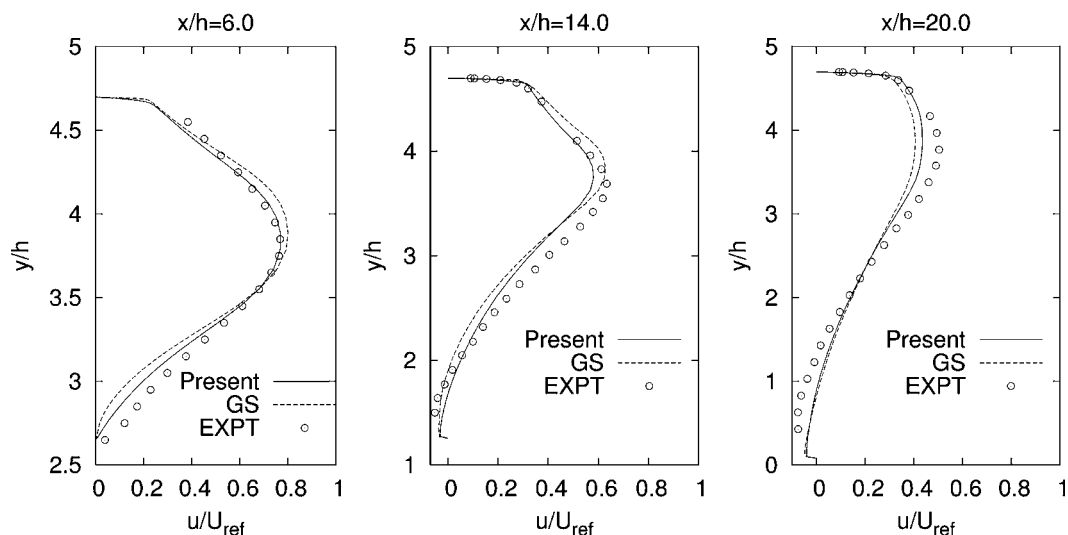 x/h=6.0
5
4.5
4
3.5
3
2.5
y/h
Present
GS
EXPT
0 0.2 0.4 0.6 0.8 1
u/U_ref
x/h=14.0
5
4
3
2
1
y/h
Present
GS
EXPT
0 0.2 0.4 0.6 0.8 1
u/U_ref
x/h=20.0
5
4
3
2
1
0
y/h
Present
GS
EXPT
0 0.2 0.4 0.6 0.8 1
u/U_ref